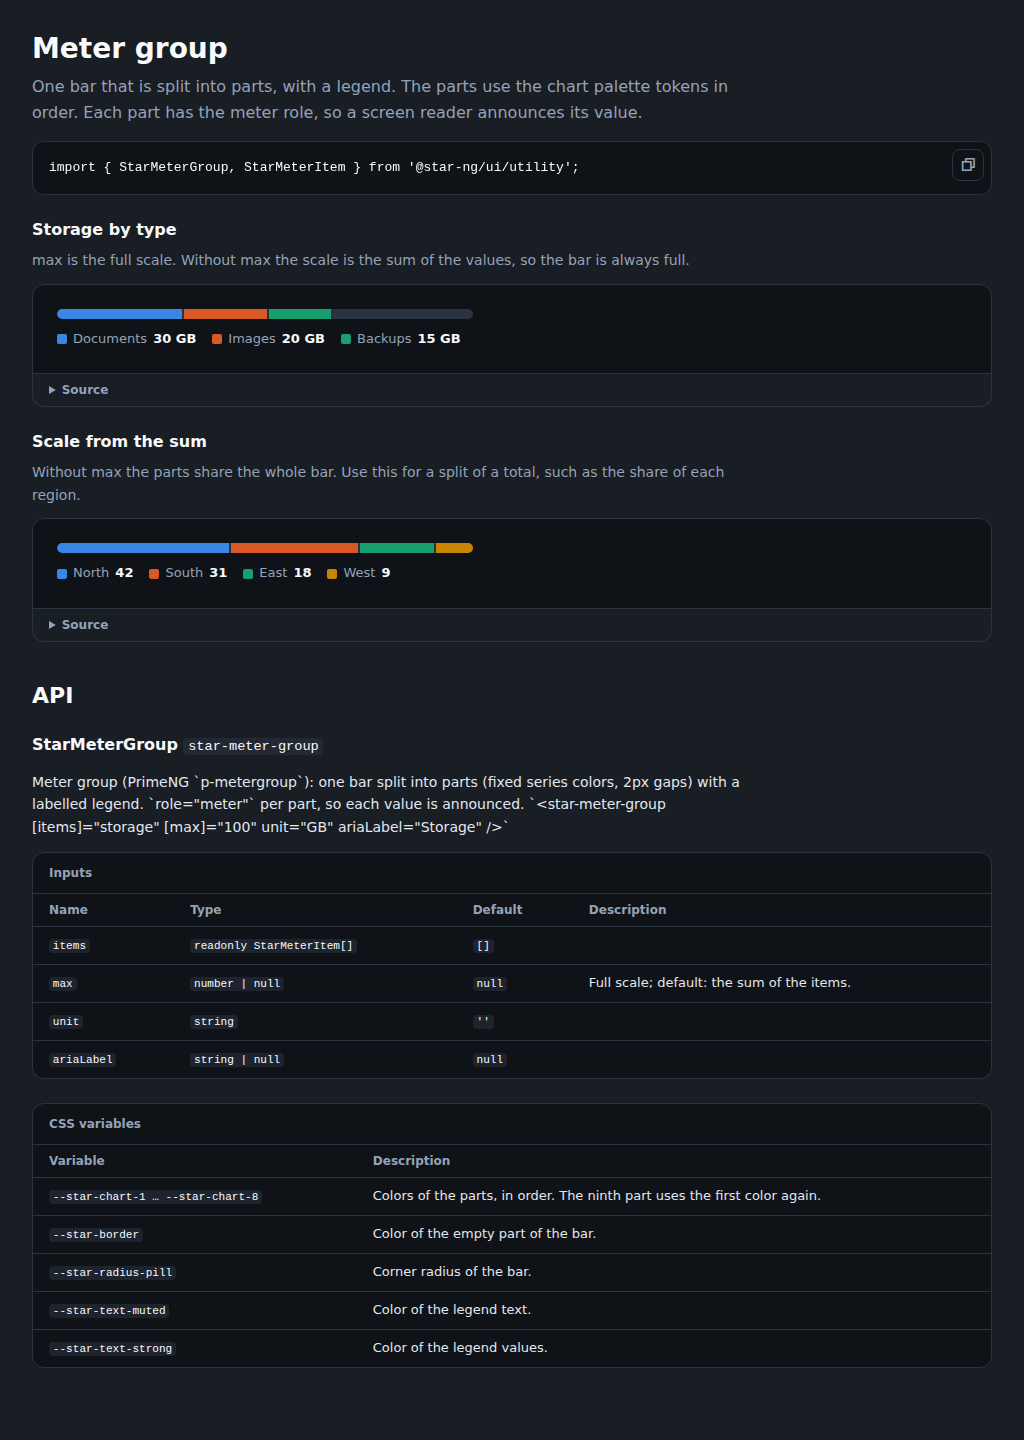 Meter group
One bar that is split into parts, with a legend. The parts use the chart palette tokens in
order. Each part has the meter role, so a screen reader announces its value.
import { StarMeterGroup, StarMeterItem } from '@star-ng/ui/utility';
Storage by type
max is the full scale. Without max the scale is the sum of the values, so the bar is always full.
Documents 30 GB Images 20 GB Backups 15 GB
Source
Scale from the sum
Without max the parts share the whole bar. Use this for a split of a total, such as the share of each
region.
North 42 South 31 East 18 West 9
Source
API
StarMeterGroup star-meter-group
Meter group (PrimeNG `p-metergroup`): one bar split into parts (fixed series colors, 2px gaps) with a
labelled legend. `role="meter"` per part, so each value is announced. `<star-meter-group
[items]="storage" [max]="100" unit="GB" ariaLabel="Storage" />`
Inputs
Name Type Default Description
items readonly StarMeterItem[] []
max number | null null Full scale; default: the sum of the items.
unit string ''
ariaLabel string | null null
CSS variables
Variable Description
--star-chart-1 … --star-chart-8 Colors of the parts, in order. The ninth part uses the first color again.
--star-border Color of the empty part of the bar.
--star-radius-pill Corner radius of the bar.
--star-text-muted Color of the legend text.
--star-text-strong Color of the legend values.